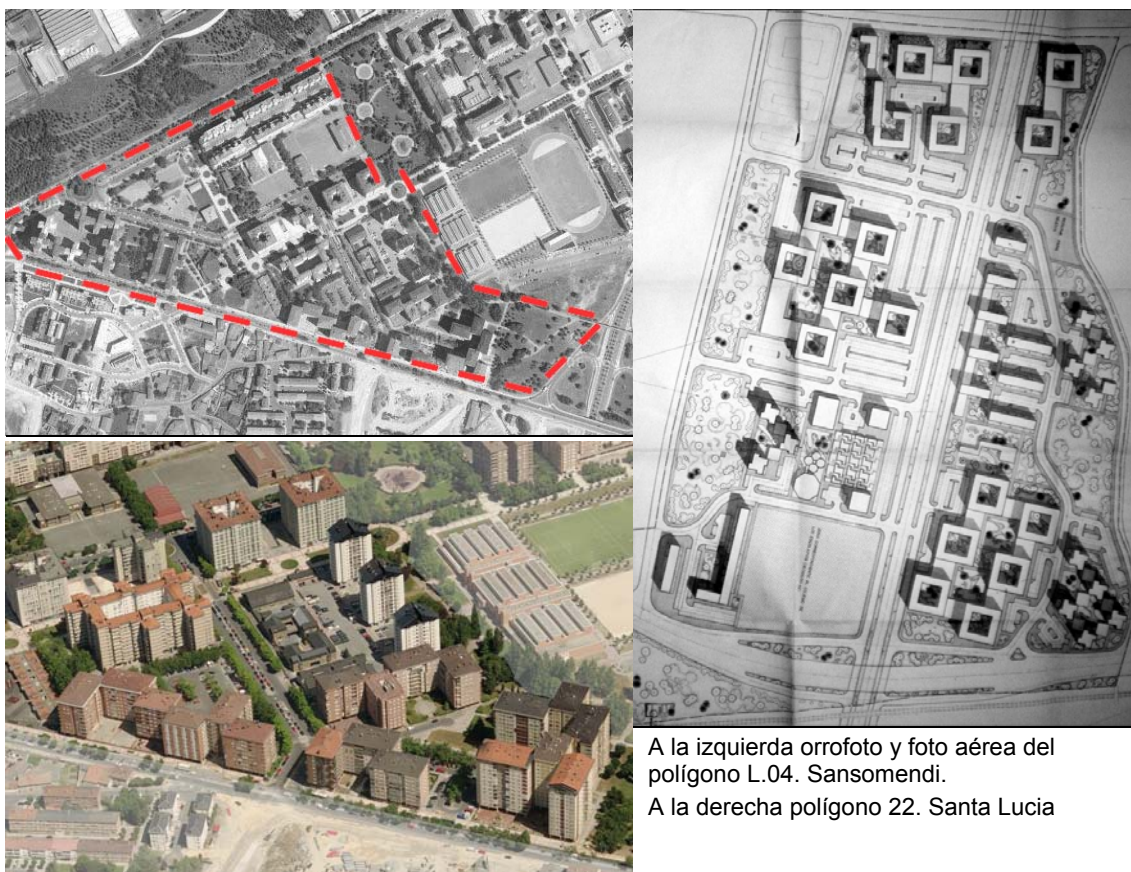 A la izquierda orrofoto y foto aérea del
polígono L.04. Sansomendi.
A la derecha polígono 22. Santa Lucia